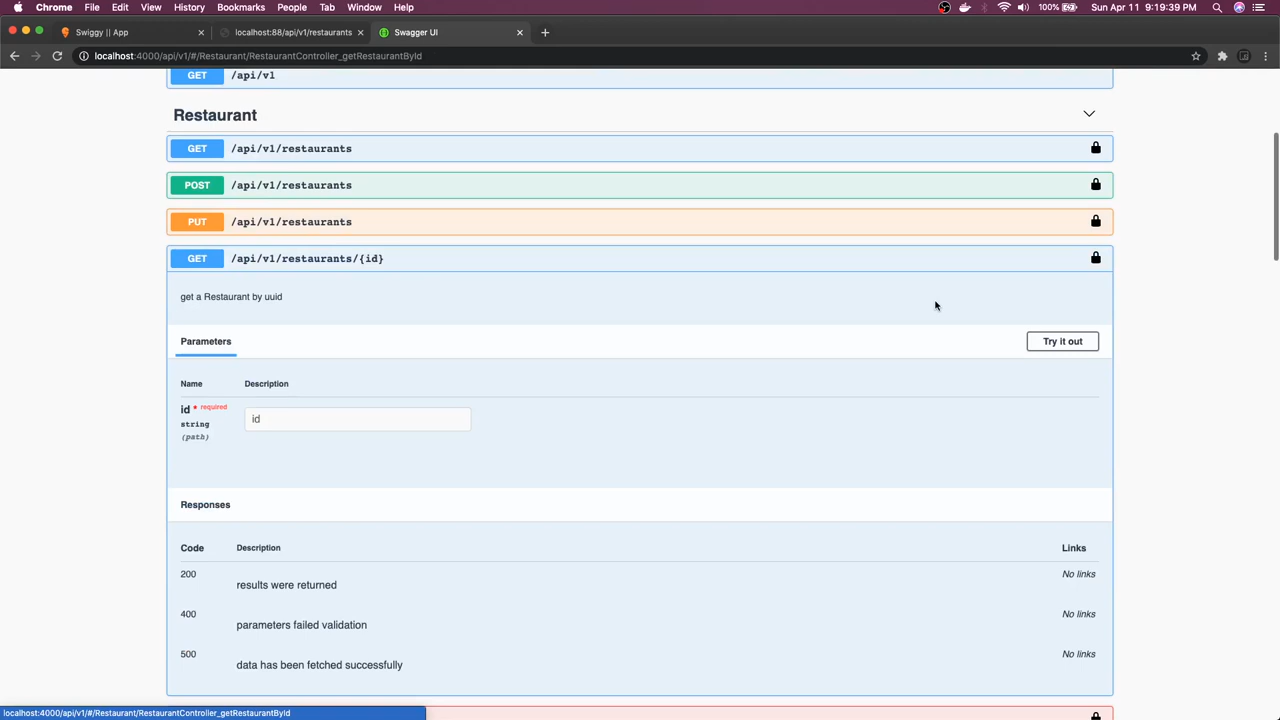 Chrome File Edit View History Bookmarks People Tab Window Help 100% Sun Apr 11 9:19:39 PM
Swiggy || App localhost:88/api/v1/restaurants Swagger UI
localhost:4000/api/v1/#/Restaurant/RestaurantController_getRestaurantById
GET /api/v1
Restaurant
GET /api/v1/restaurants
POST /api/v1/restaurants
PUT /api/v1/restaurants
GET /api/v1/restaurants/{id}
get a Restaurant by uuid
Parameters Try it out
Name Description
id * required id
string
(path)
Responses
Code Description Links
200 results were returned No links
400 parameters failed validation No links
500 data has been fetched successfully No links
localhost:4000/api/v1/#/Restaurant/RestaurantController_getRestaurantById